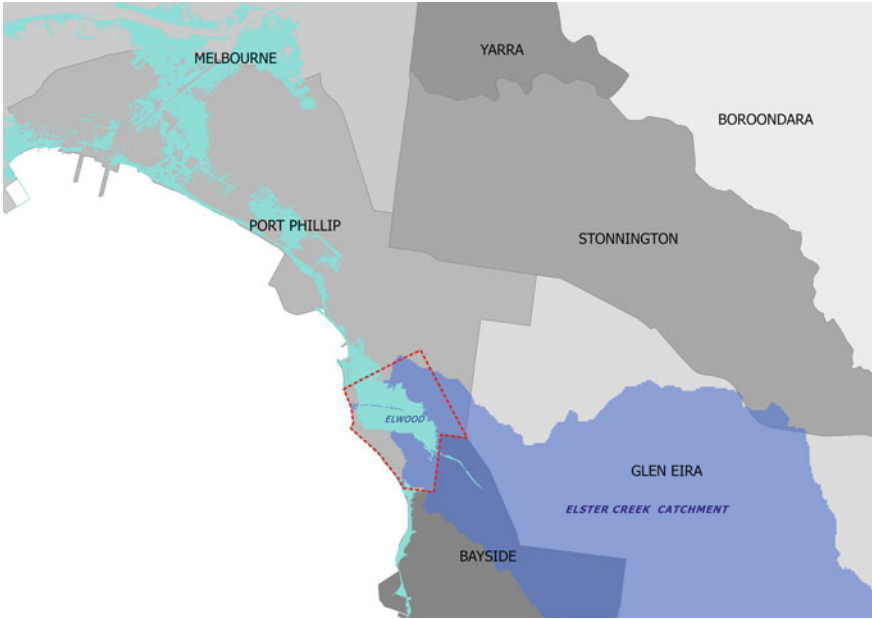 YARRA
MELBOURNE
BOROONDARA
PORT PHILLIP
STONNINGTON
ELWOOD
GLEN EIRA
ELSTER CREEK CATCHMENT
BAYSIDE